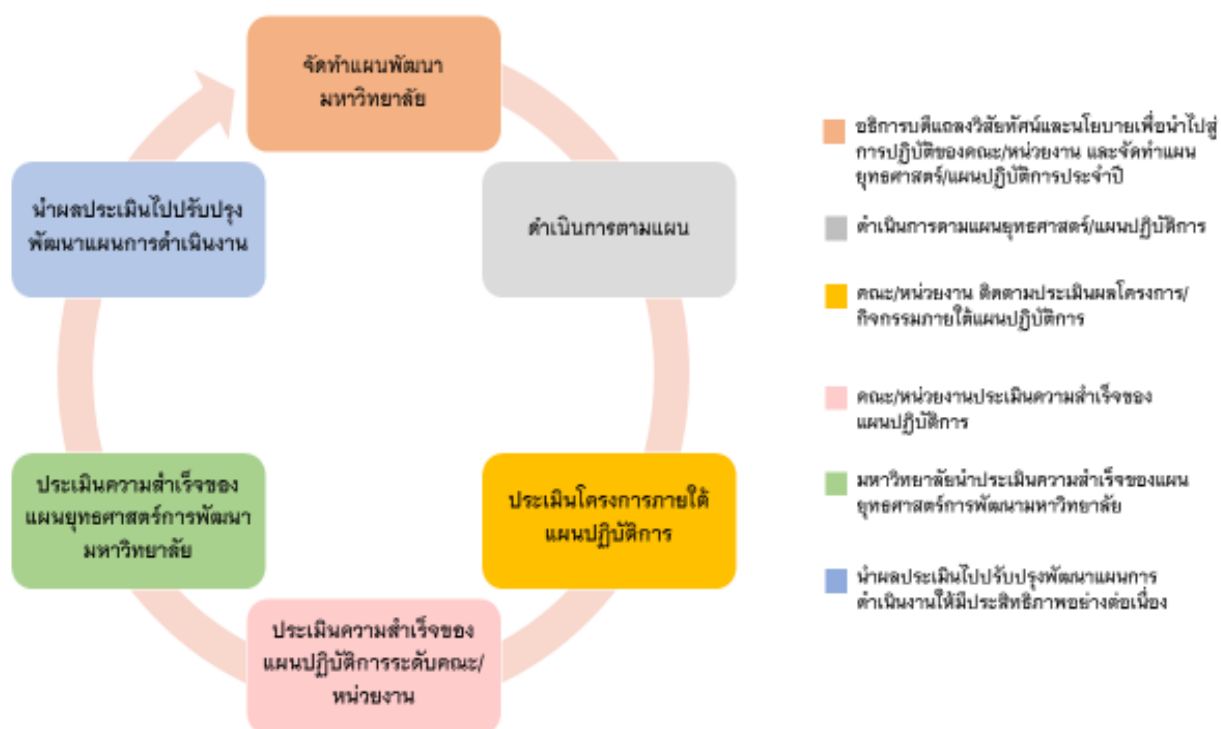 จัดทำแผนพัฒนา
มหาวิทยาลัย
ดำเนินการตามแผน
ประเมินโครงการภายใต้
แผนปฏิบัติการ
ประเมินความสำเร็จของ
แผนปฏิบัติการระดับคณะ/
หน่วยงาน
ประเมินความสำเร็จของ
แผนยุทธศาสตร์การพัฒนา
มหาวิทยาลัย
นำผลประเมินไปปรับปรุง
พัฒนาแผนการดำเนินงาน
อธิการบดีแถลงวิสัยทัศน์และนโยบายเพื่อนำไปสู่
การปฏิบัติของคณะ/หน่วยงาน และจัดทำแผน
ยุทธศาสตร์/แผนปฏิบัติการประจำปี
ดำเนินการตามแผนยุทธศาสตร์/แผนปฏิบัติการ
คณะ/หน่วยงาน ติดตามประเมินผลโครงการ/
กิจกรรมภายใต้แผนปฏิบัติการ
คณะ/หน่วยงานประเมินความสำเร็จของ
แผนปฏิบัติการ
มหาวิทยาลัยนำประเมินความสำเร็จของแผน
ยุทธศาสตร์การพัฒนามหาวิทยาลัย
นำผลประเมินไปปรับปรุงพัฒนาแผนการ
ดำเนินงานให้มีประสิทธิภาพอย่างต่อเนื่อง